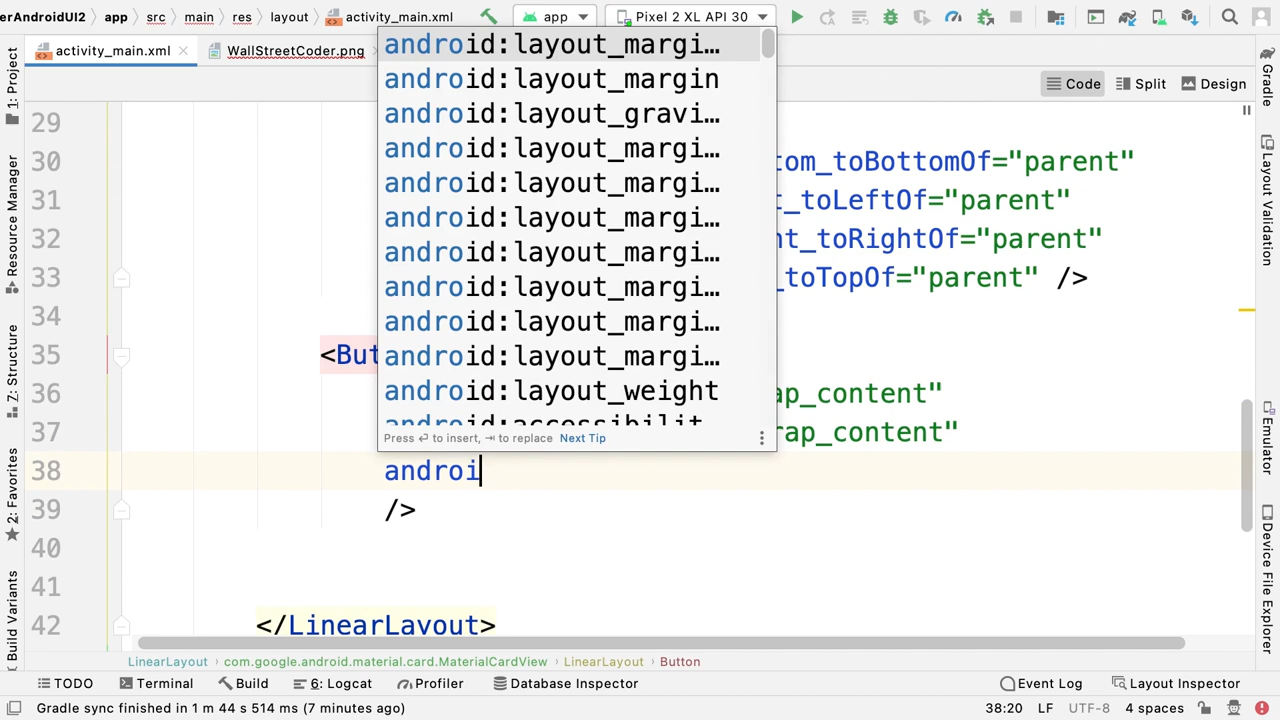 erAndroidUI2 › app › src › main › res › layout › activity_main.xml app Pixel 2 XL API 30
activity_main.xml WallStreetCoder.png
Code Split Design
1: Project
Resource Manager
Z: Structure
2: Favorites
Build Variants
29
30 tom_toBottomOf="parent"
31 t_toLeftOf="parent"
32 nt_toRightOf="parent"
33 _toTopOf="parent" />
34
35 <But
36 ap_content"
37 rap_content"
38 androi
39 />
40
41
42 </LinearLayout>
android:layout_margi…
android:layout_margin
android:layout_gravi…
android:layout_margi…
android:layout_margi…
android:layout_margi…
android:layout_margi…
android:layout_margi…
android:layout_margi…
android:layout_margi…
android:layout_weight
Press ⏎ to insert, ⇥ to replace Next Tip
Gradle
Layout Validation
Emulator
Device File Explorer
LinearLayout › com.google.android.material.card.MaterialCardView › LinearLayout › Button
TODO Terminal Build 6: Logcat Profiler Database Inspector Event Log Layout Inspector
Gradle sync finished in 1 m 44 s 514 ms (7 minutes ago) 38:20 LF UTF-8 4 spaces